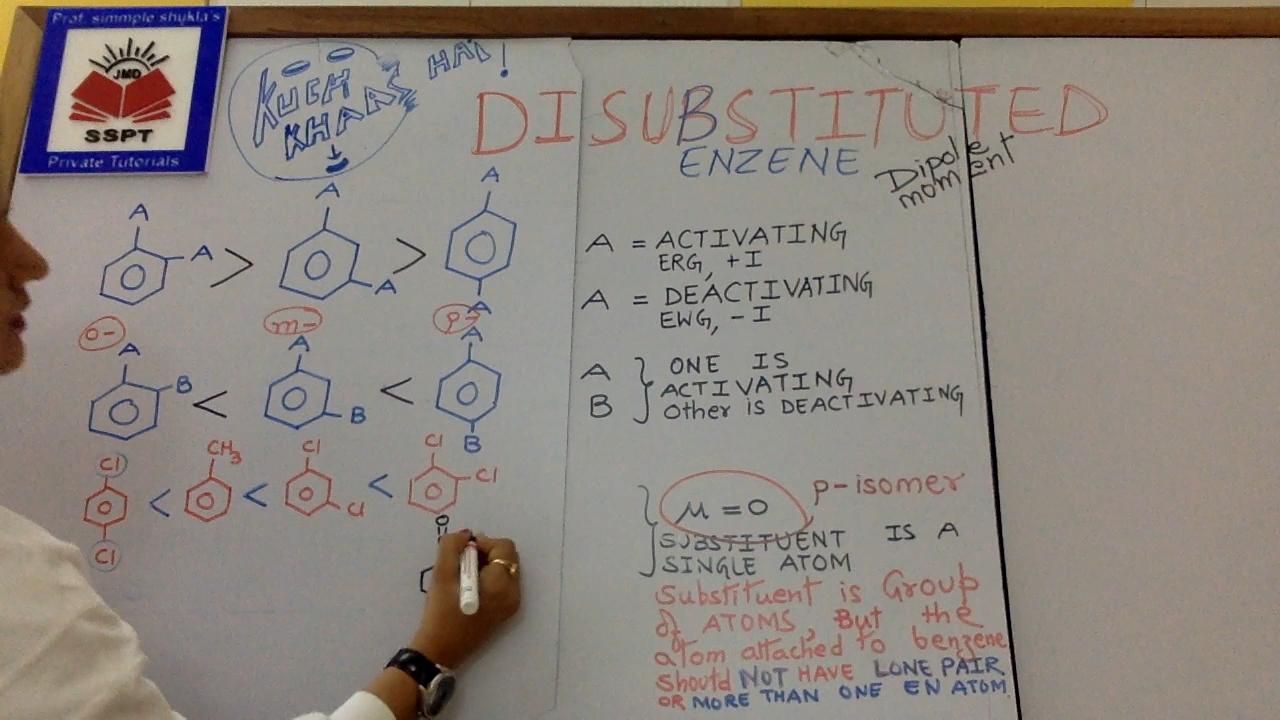 Prof. simmple shukla's
JMD
SSPT
Private Tutorials
KUCH
KHAAS HAI !
DISUBSTITUTED
BENZENE
Dipole
moment
A A > A A > A A
o- m- p-
A B < A B < A B
Cl Cl < CH3 < Cl Cl < Cl Cl
O
A = ACTIVATING
ERG, +I
A = DEACTIVATING
EWG, -I
A } ONE IS
ACTIVATING
B Other is DEACTIVATING
μ = 0 p-isomer
SUBSTITUENT IS A
SINGLE ATOM
Substituent is Group
of ATOMS, But the
atom attached to benzene
should NOT HAVE LONE PAIR
OR MORE THAN ONE EN ATOM